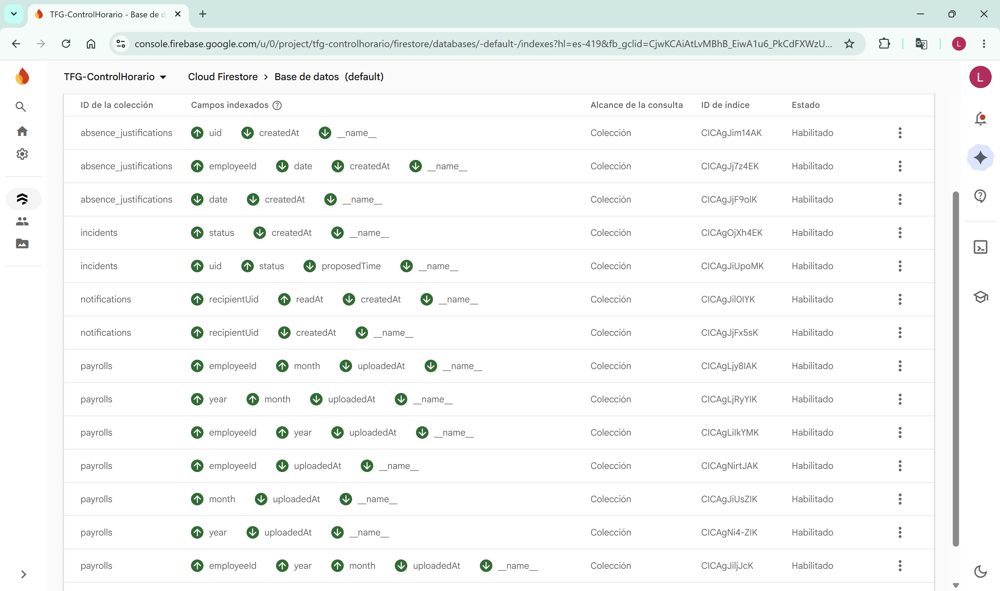 TFG-ControlHorario - Base de d
console.firebase.google.com/u/0/project/tfg-controlhorario/firestore/databases/-default-/indexes?hl=es-419&fb_gclid=CjwKCAiAtLvMBhB_EiwA1u6_PkCdFXWzU...
L
TFG-ControlHorario Cloud Firestore > Base de datos (default)
L
ID de la colección Campos indexados Alcance de la consulta ID de índice Estado
absence_justifications uid createdAt __name__ Colección CICAgJim14AK Habilitado
absence_justifications employeeId date createdAt __name__ Colección CICAgJj7z4EK Habilitado
absence_justifications date createdAt __name__ Colección CICAgJjF9oIK Habilitado
incidents status createdAt __name__ Colección CICAgOjXh4EK Habilitado
incidents uid status proposedTime __name__ Colección CICAgJiUpoMK Habilitado
notifications recipientUid readAt createdAt __name__ Colección CICAgJil0IYK Habilitado
notifications recipientUid createdAt __name__ Colección CICAgJjFx5sK Habilitado
payrolls employeeId month uploadedAt __name__ Colección CICAgLjy8IAK Habilitado
payrolls year month uploadedAt __name__ Colección CICAgLjRyYIK Habilitado
payrolls employeeId year uploadedAt __name__ Colección CICAgLiIkYMK Habilitado
payrolls employeeId uploadedAt __name__ Colección CICAgNirtJAK Habilitado
payrolls month uploadedAt __name__ Colección CICAgJiUsZIK Habilitado
payrolls year uploadedAt __name__ Colección CICAgNi4-ZIK Habilitado
payrolls employeeId year month uploadedAt __name__ Colección CICAgJiljJcK Habilitado